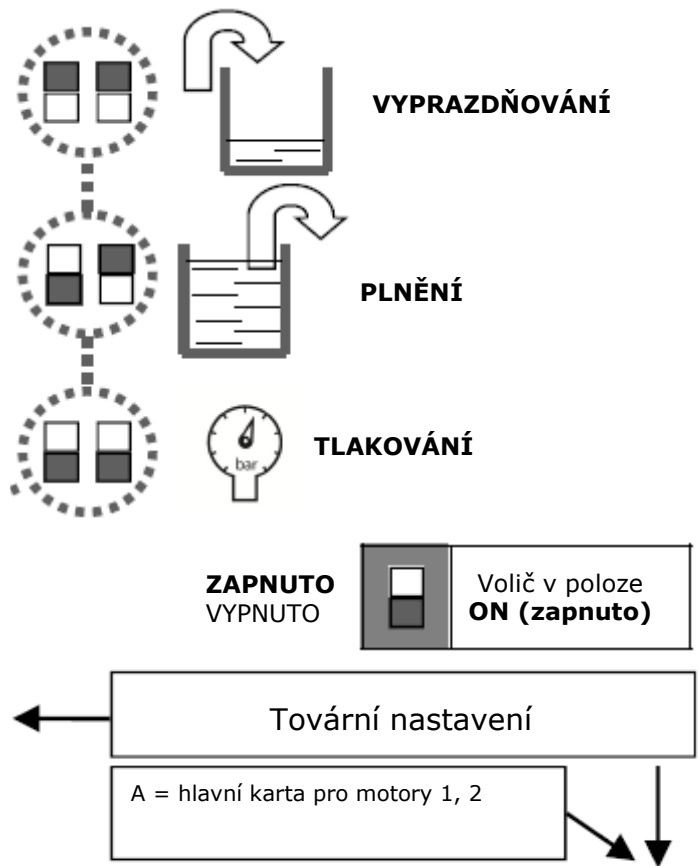 VYPRAZDŇOVÁNÍ
PLNĚNÍ
bar
TLAKOVÁNÍ
ZAPNUTO
VYPNUTO
Volič v poloze
ON (zapnuto)
Tovární nastavení
A = hlavní karta pro motory 1, 2